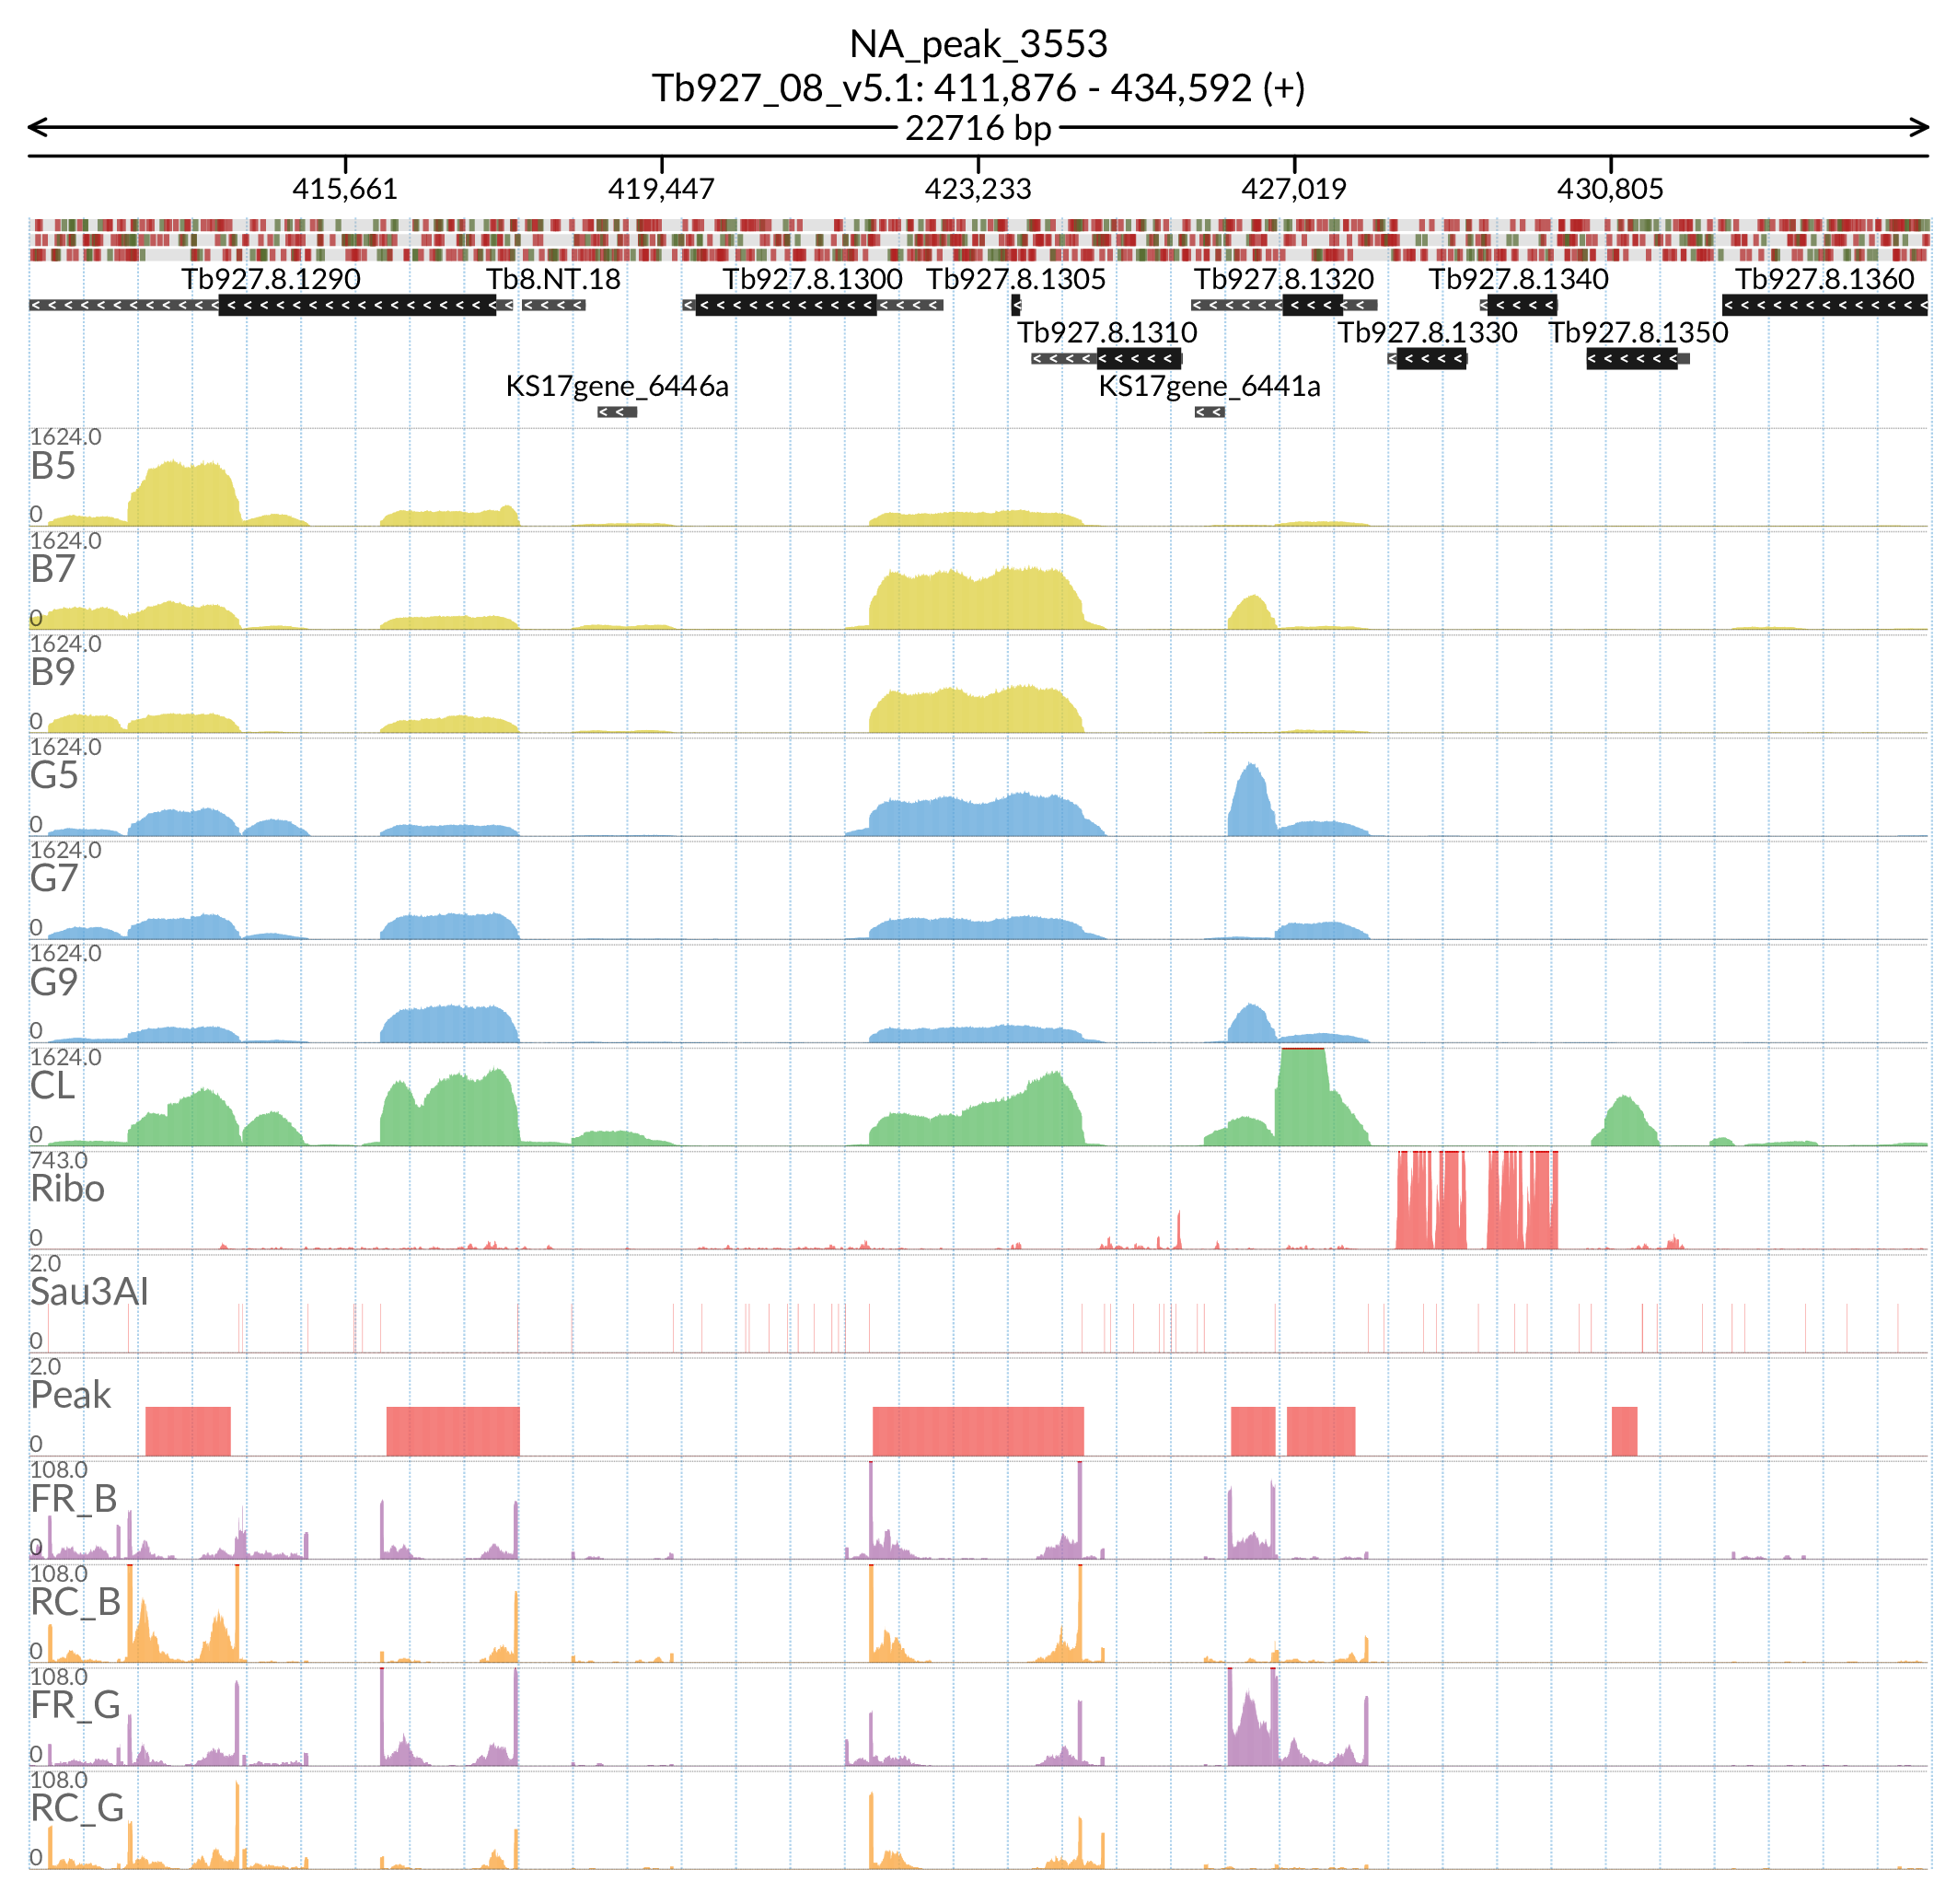 NA_peak_3553
Tb927_08_v5.1: 411,876 - 434,592 (+)
22716 bp
415,661 419,447 423,233 427,019 430,805
Tb927.8.1290 Tb8.NT.18 Tb927.8.1300 Tb927.8.1305 Tb927.8.1320 Tb927.8.1340 Tb927.8.1360
Tb927.8.1310 Tb927.8.1330 Tb927.8.1350
KS17gene_6446a KS17gene_6441a
1624.0
B5
0
1624.0
B7
0
1624.0
B9
0
1624.0
G5
0
1624.0
G7
0
1624.0
G9
0
1624.0
CL
0
743.0
Ribo
0
2.0
Sau3AI
0
2.0
Peak
0
108.0
FR_B
0
108.0
RC_B
0
108.0
FR_G
0
108.0
RC_G
0